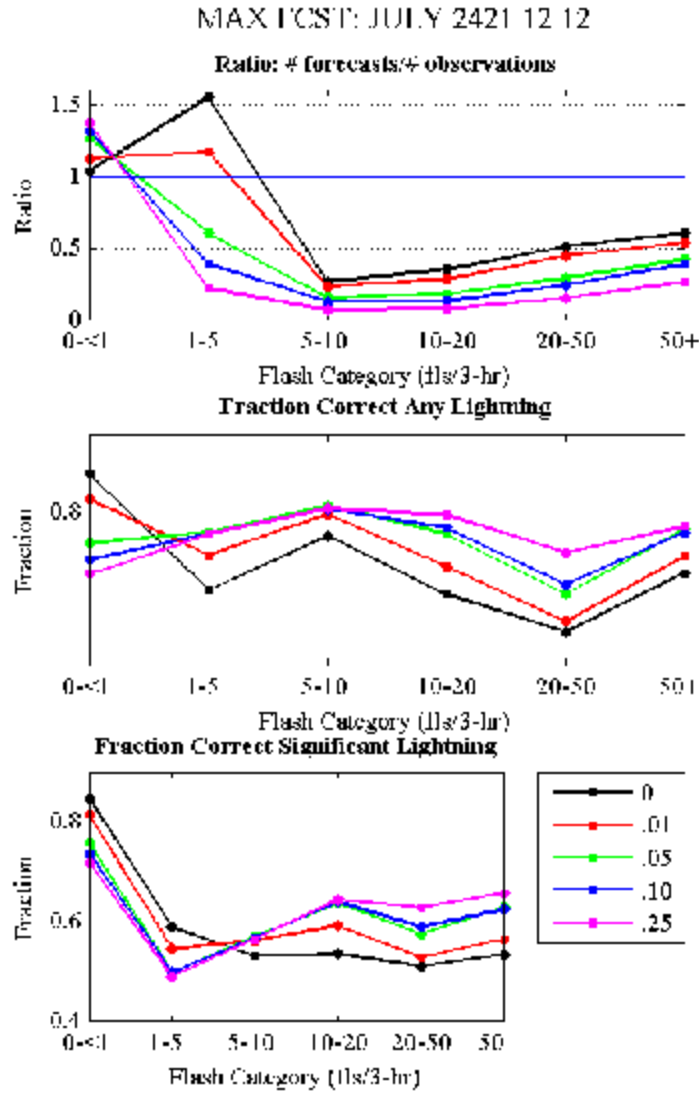 MAX FCST: JULY 2421 12 12
Ratio: # forecasts/# observations
1.5
1
0.5
0
Ratio
0-<1 1-5 5-10 10-20 20-50 50+
Flash Category (fls/3-hr)
Fraction Correct Any Lightning
0.8
Fraction
0-<1 1-5 5-10 10-20 20-50 50+
Flash Category (fls/3-hr)
Fraction Correct Significant Lightning
0.8
0.6
0.4
Fraction
0-<1 1-5 5-10 10-20 20-50 50
Flash Category (fls/3-hr)
0
.01
.05
.10
.25